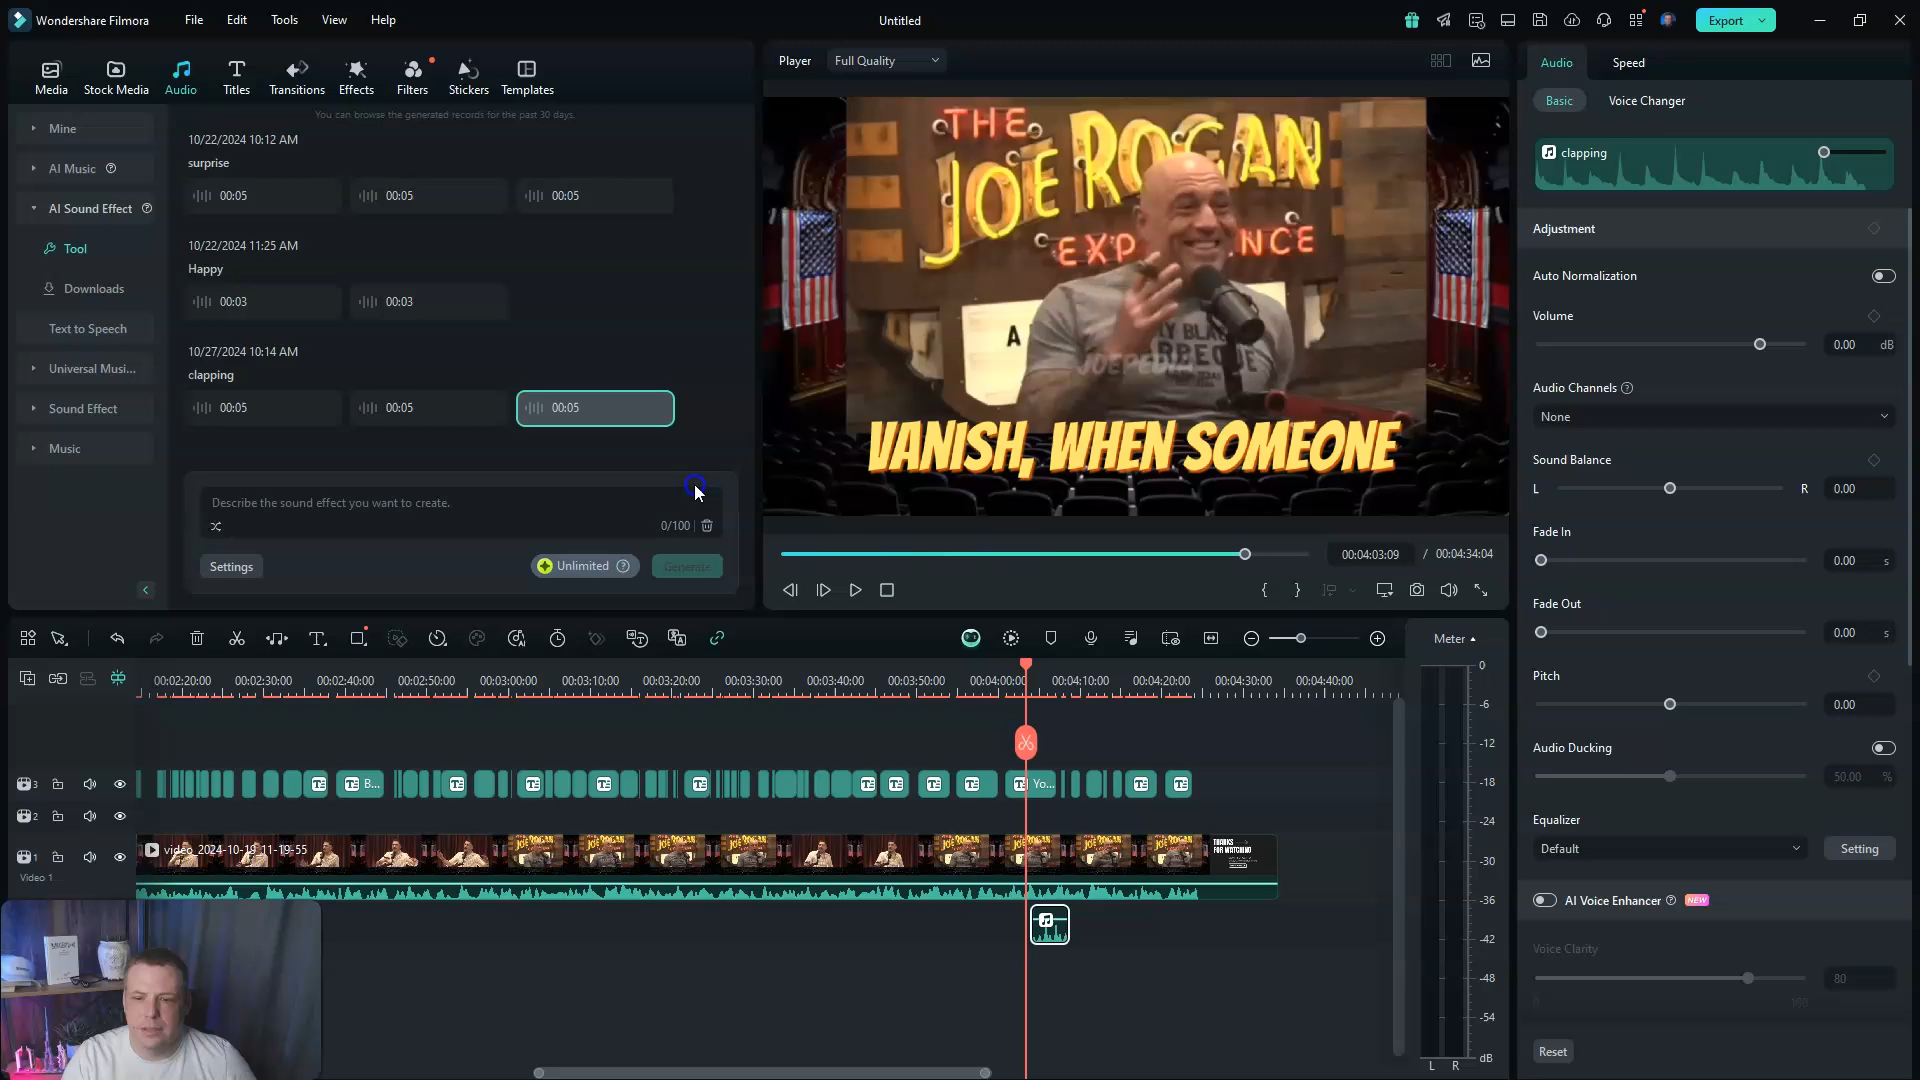 Wondershare Filmora
File
Edit
Tools
View
Help
Untitled
Export
Media
Stock Media
Audio
Titles
Transitions
Effects
Filters
Stickers
Templates
Mine
AI Music
AI Sound Effect
Tool
Downloads
Text to Speech
Universal Musi...
Sound Effect
Music
You can browse the generated records for the past 30 days.
10/22/2024 10:12 AM
surprise
00:05
00:05
00:05
10/22/2024 11:25 AM
Happy
00:03
00:03
10/27/2024 10:14 AM
clapping
00:05
00:05
00:05
Describe the sound effect you want to create.
0/100
Settings
Unlimited
Generate
Player
Full Quality
THE
JOE ROGAN
EXP NCE
A
JOEPEDIA
VANISH, WHEN SOMEONE
00:04:03:09 / 00:04:34:04
Audio
Speed
Basic
Voice Changer
clapping
Adjustment
Auto Normalization
Volume
0.00 dB
Audio Channels
None
Sound Balance
L R 0.00
Fade In
0.00 s
Fade Out
0.00 s
Pitch
0.00
Audio Ducking
50.00 %
Equalizer
Default
Setting
AI Voice Enhancer NEW
Voice Clarity
80
0 100
Reset
Meter
00:02:20:00 00:02:30:00 00:02:40:00 00:02:50:00 00:03:00:00 00:03:10:00 00:03:20:00 00:03:30:00 00:03:40:00 00:03:50:00 00:04:00:00 00:04:10:00 00:04:20:00 00:04:30:00 00:04:40:00
3
B...
Yo...
2
1
Video 1
video_2024-10-19_11-19-55
THANKS
FOR WATCHING
0
-6
-12
-18
-24
-30
-36
-42
-48
-54
dB
L R